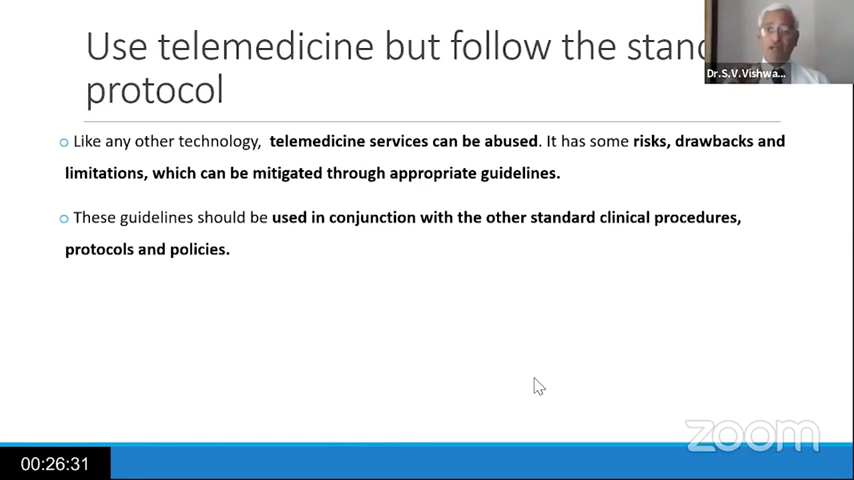 Use telemedicine but follow the
protocol
Dr.S.V.Vishwa...
Like any other technology, telemedicine services can be abused. It has some risks, drawbacks and
limitations, which can be mitigated through appropriate guidelines.
These guidelines should be used in conjunction with the other standard clinical procedures,
protocols and policies.
zoom
00:26:31